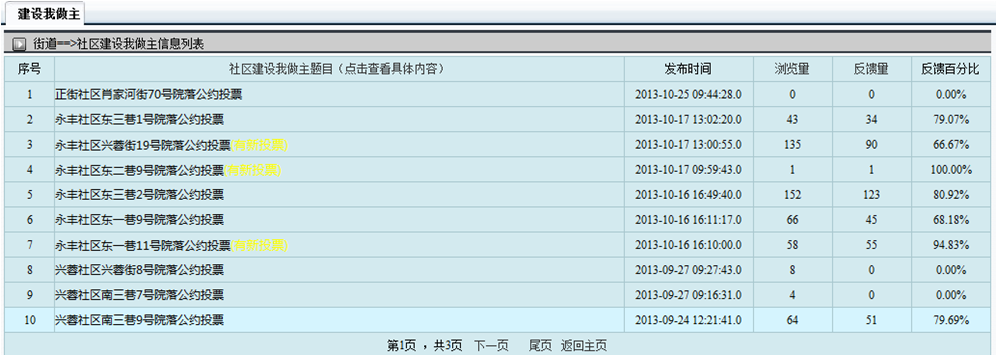 建设我做主
街道==>社区建设我做主信息列表
序号 社区建设我做主题目(点击查看具体内容) 发布时间 浏览量 反馈量 反馈百分比
1 正街社区肖家河街70号院落公约投票 2013-10-25 09:44:28.0 0 0 0.00%
2 永丰社区东三巷1号院落公约投票 2013-10-17 13:02:20.0 43 34 79.07%
3 永丰社区兴蓉街19号院落公约投票(有新投票) 2013-10-17 13:00:55.0 135 90 66.67%
4 永丰社区东二巷9号院落公约投票(有新投票) 2013-10-17 09:59:43.0 1 1 100.00%
5 永丰社区东三巷2号院落公约投票 2013-10-16 16:49:40.0 152 123 80.92%
6 永丰社区东一巷9号院落公约投票 2013-10-16 16:11:17.0 66 45 68.18%
7 永丰社区东一巷11号院落公约投票(有新投票) 2013-10-16 16:10:00.0 58 55 94.83%
8 兴蓉社区兴蓉街8号院落公约投票 2013-09-27 09:27:43.0 8 0 0.00%
9 兴蓉社区南三巷7号院落公约投票 2013-09-27 09:16:31.0 4 0 0.00%
10 兴蓉社区南三巷9号院落公约投票 2013-09-24 12:21:41.0 64 51 79.69%
第1页 ，共3页 下一页 尾页 返回主页